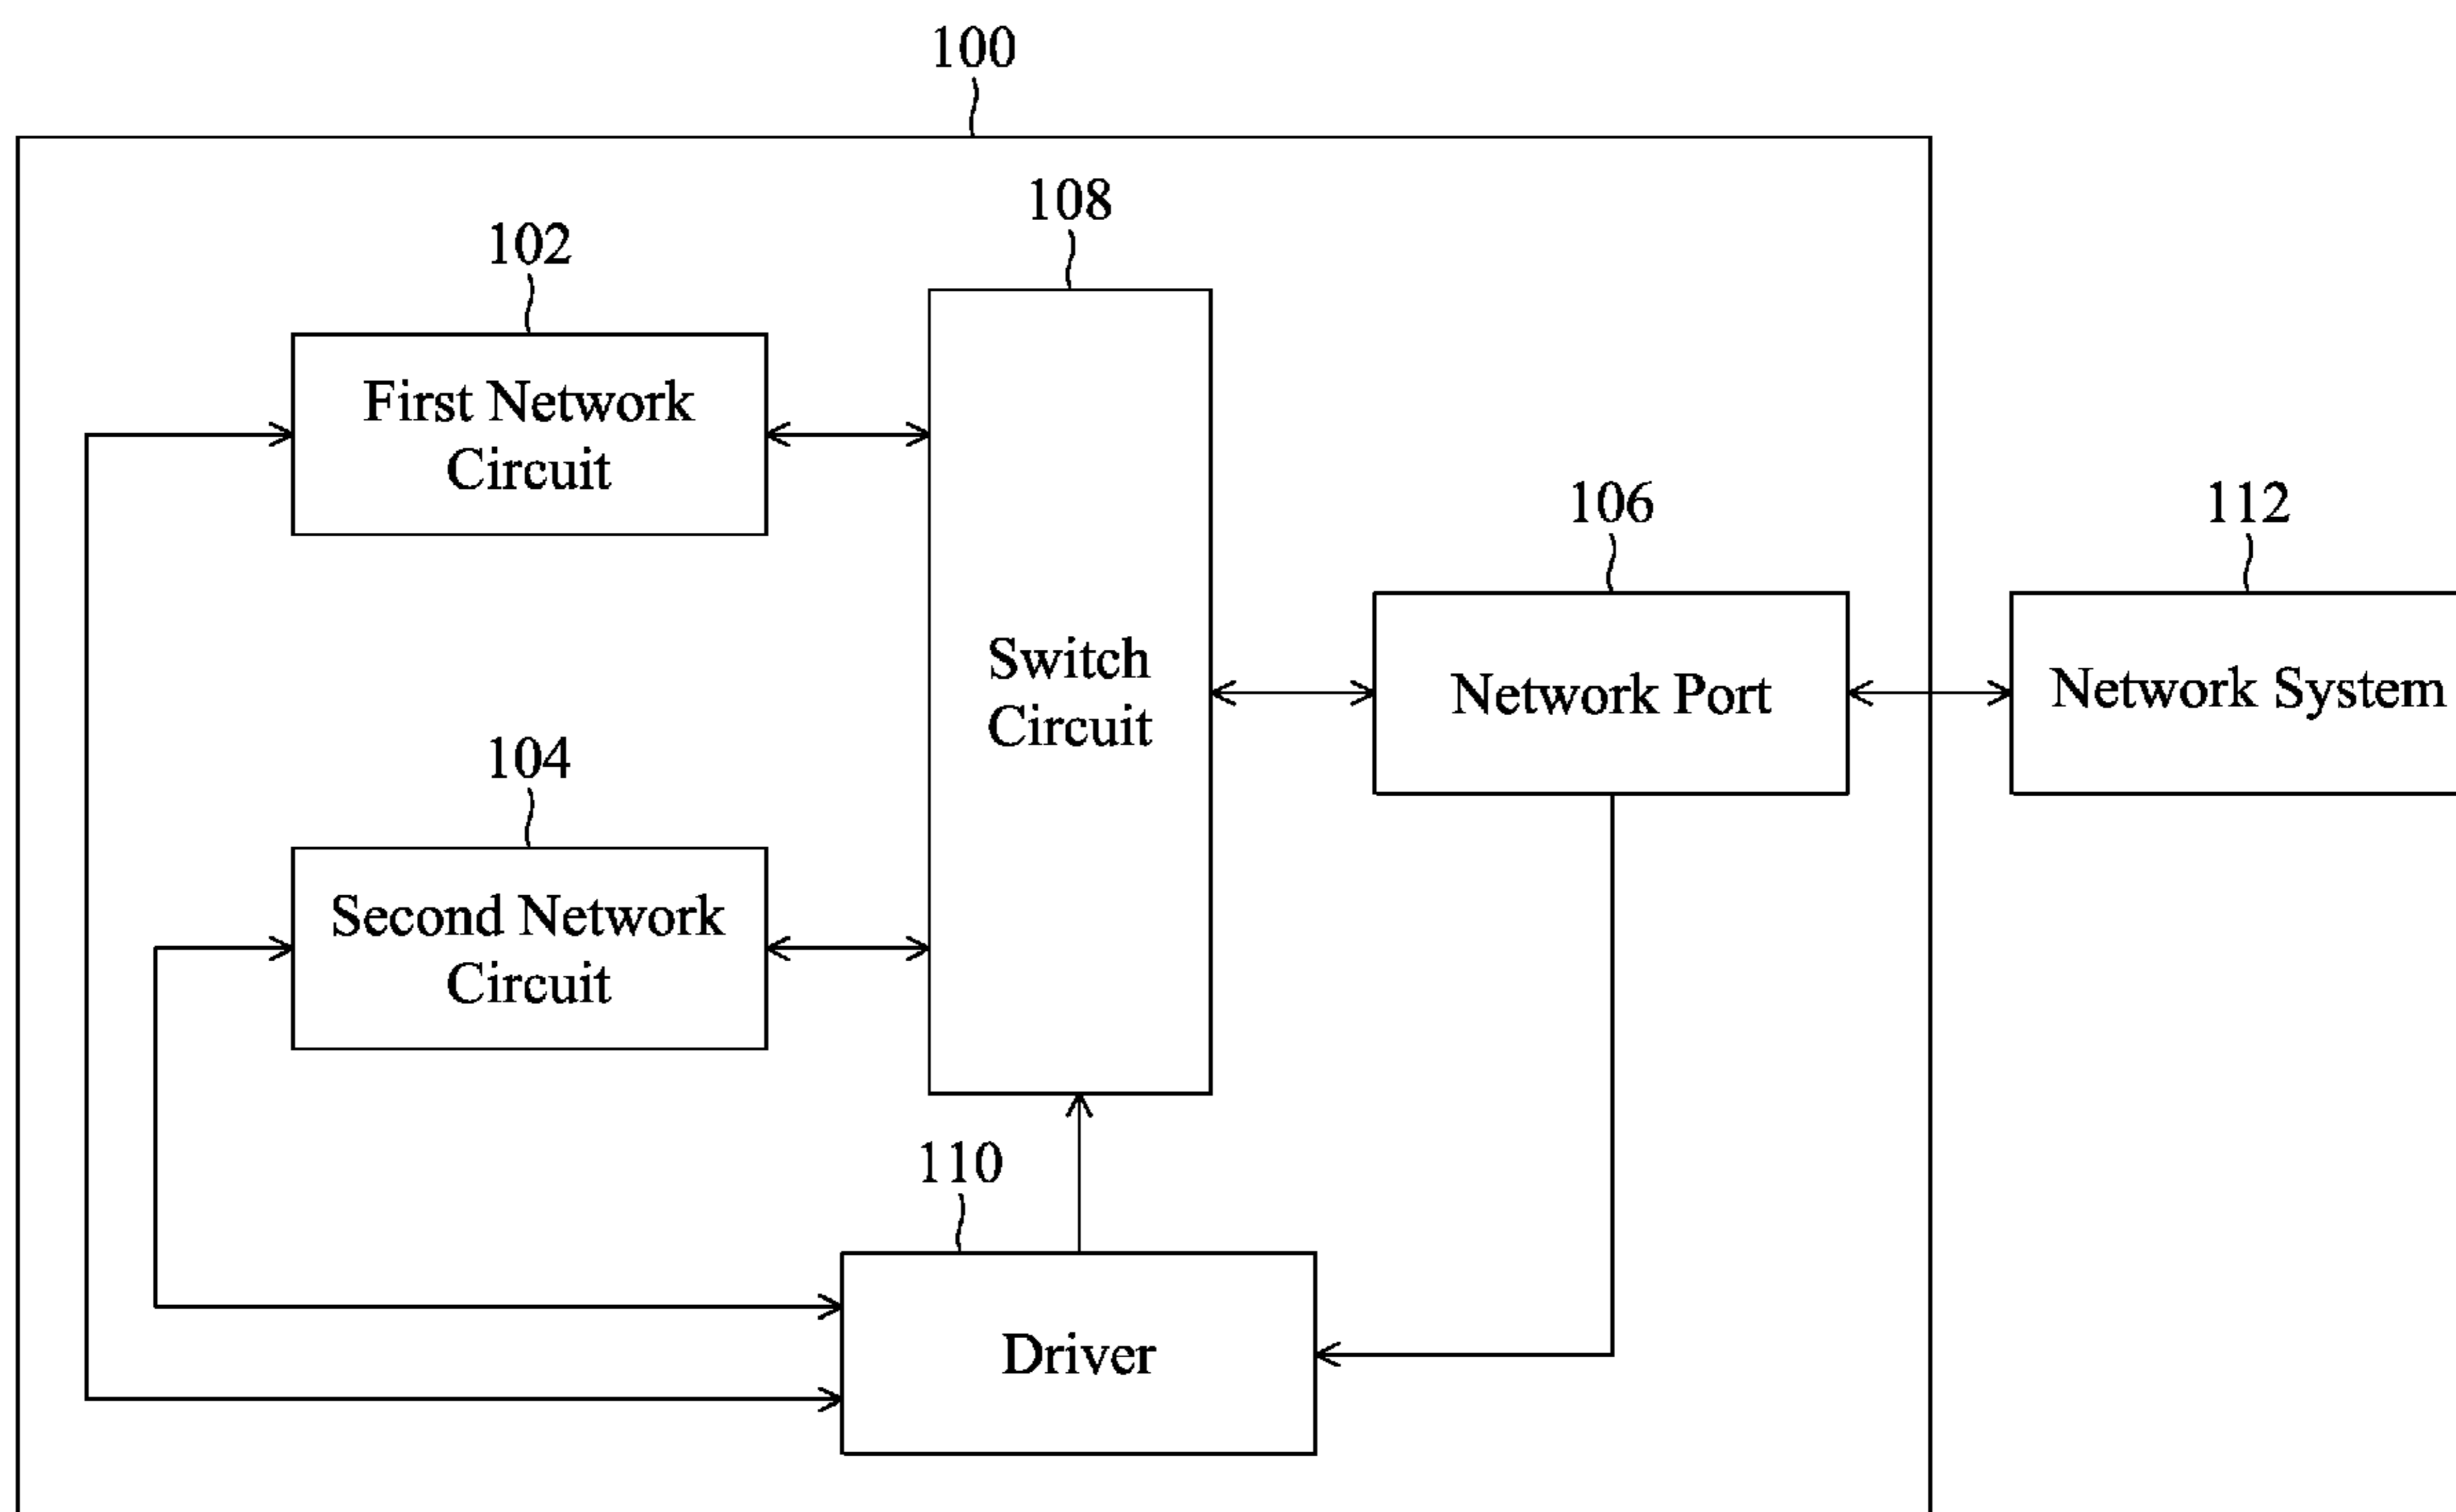 100
108
102
First Network
Circuit
106
112
Switch
Circuit
Network Port
Network System
104
Second Network
Circuit
110
Driver